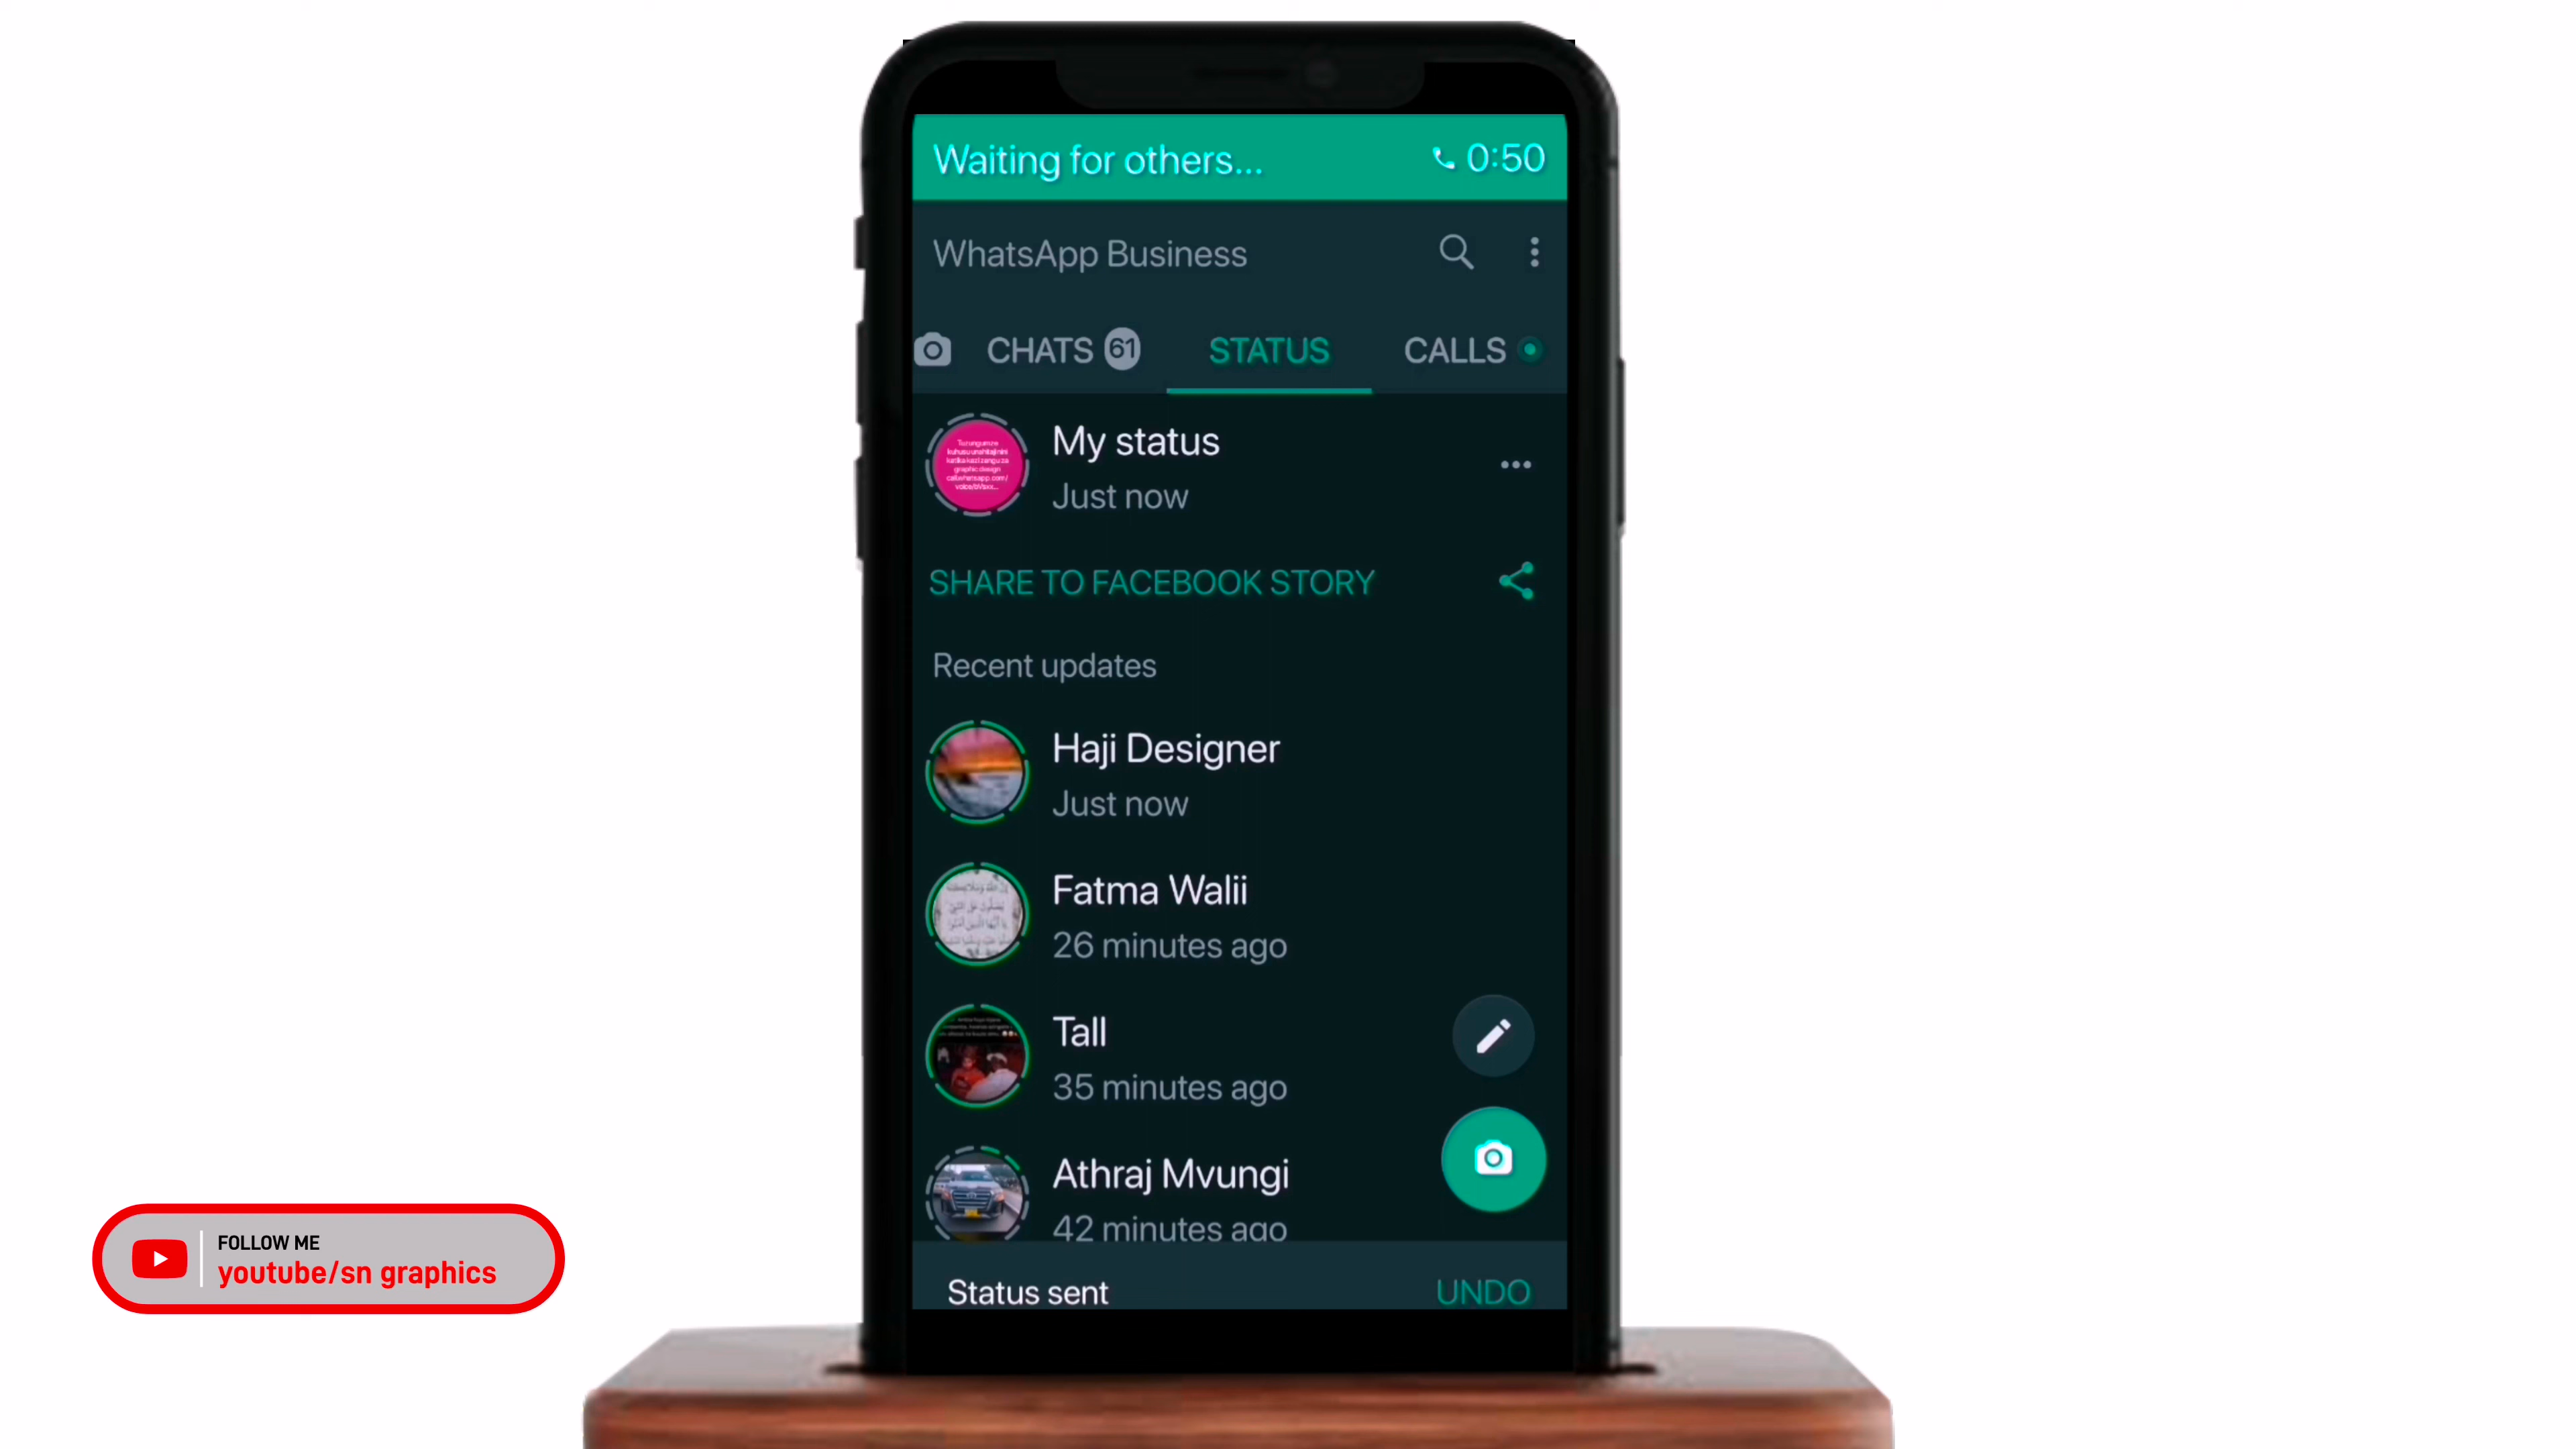 Waiting for others...
0:50
WhatsApp Business
CHATS 61
STATUS
CALLS
My status
Just now
SHARE TO FACEBOOK STORY
Recent updates
Haji Designer
Just now
Fatma Walii
26 minutes ago
Tall
35 minutes ago
Athraj Mvungi
42 minutes ago
Status sent
UNDO
FOLLOW ME
youtube/sn graphics